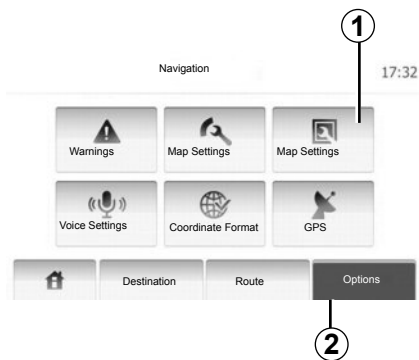 1
Navigation 17:32
Warnings Map Settings Map Settings
Voice Settings Coordinate Format GPS
Destination Route Options
2